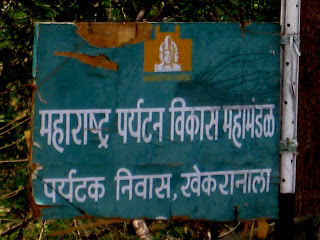 महाराष्ट्र पर्यटन विकास महामंडळ
पर्यटक निवास, खेकरानाला